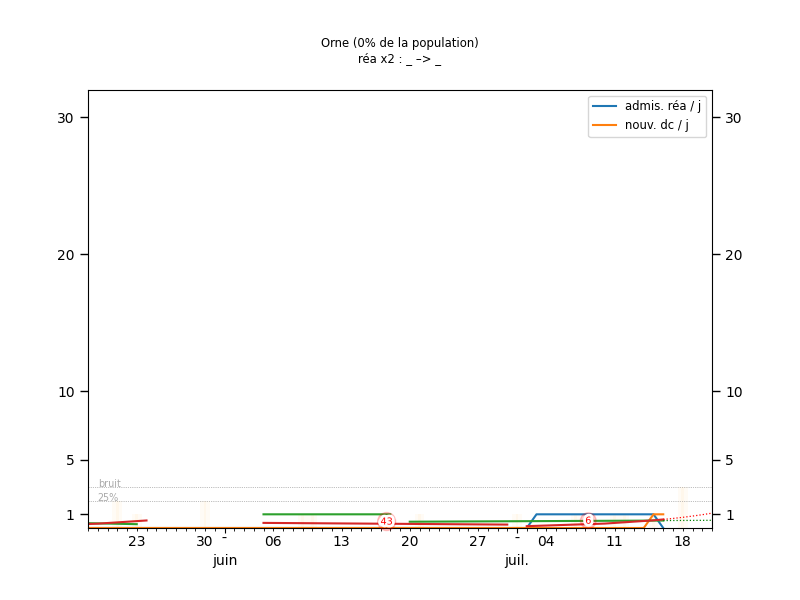 Orne (0% de la population)
réa x2 : _ –> _
admis. réa / j
nouv. dc / j
30 30
20 20
10 10
5 5
1 1
bruit
25%
43 6
23 30 - 06 13 20 27 - 04 11 18
juin juil.